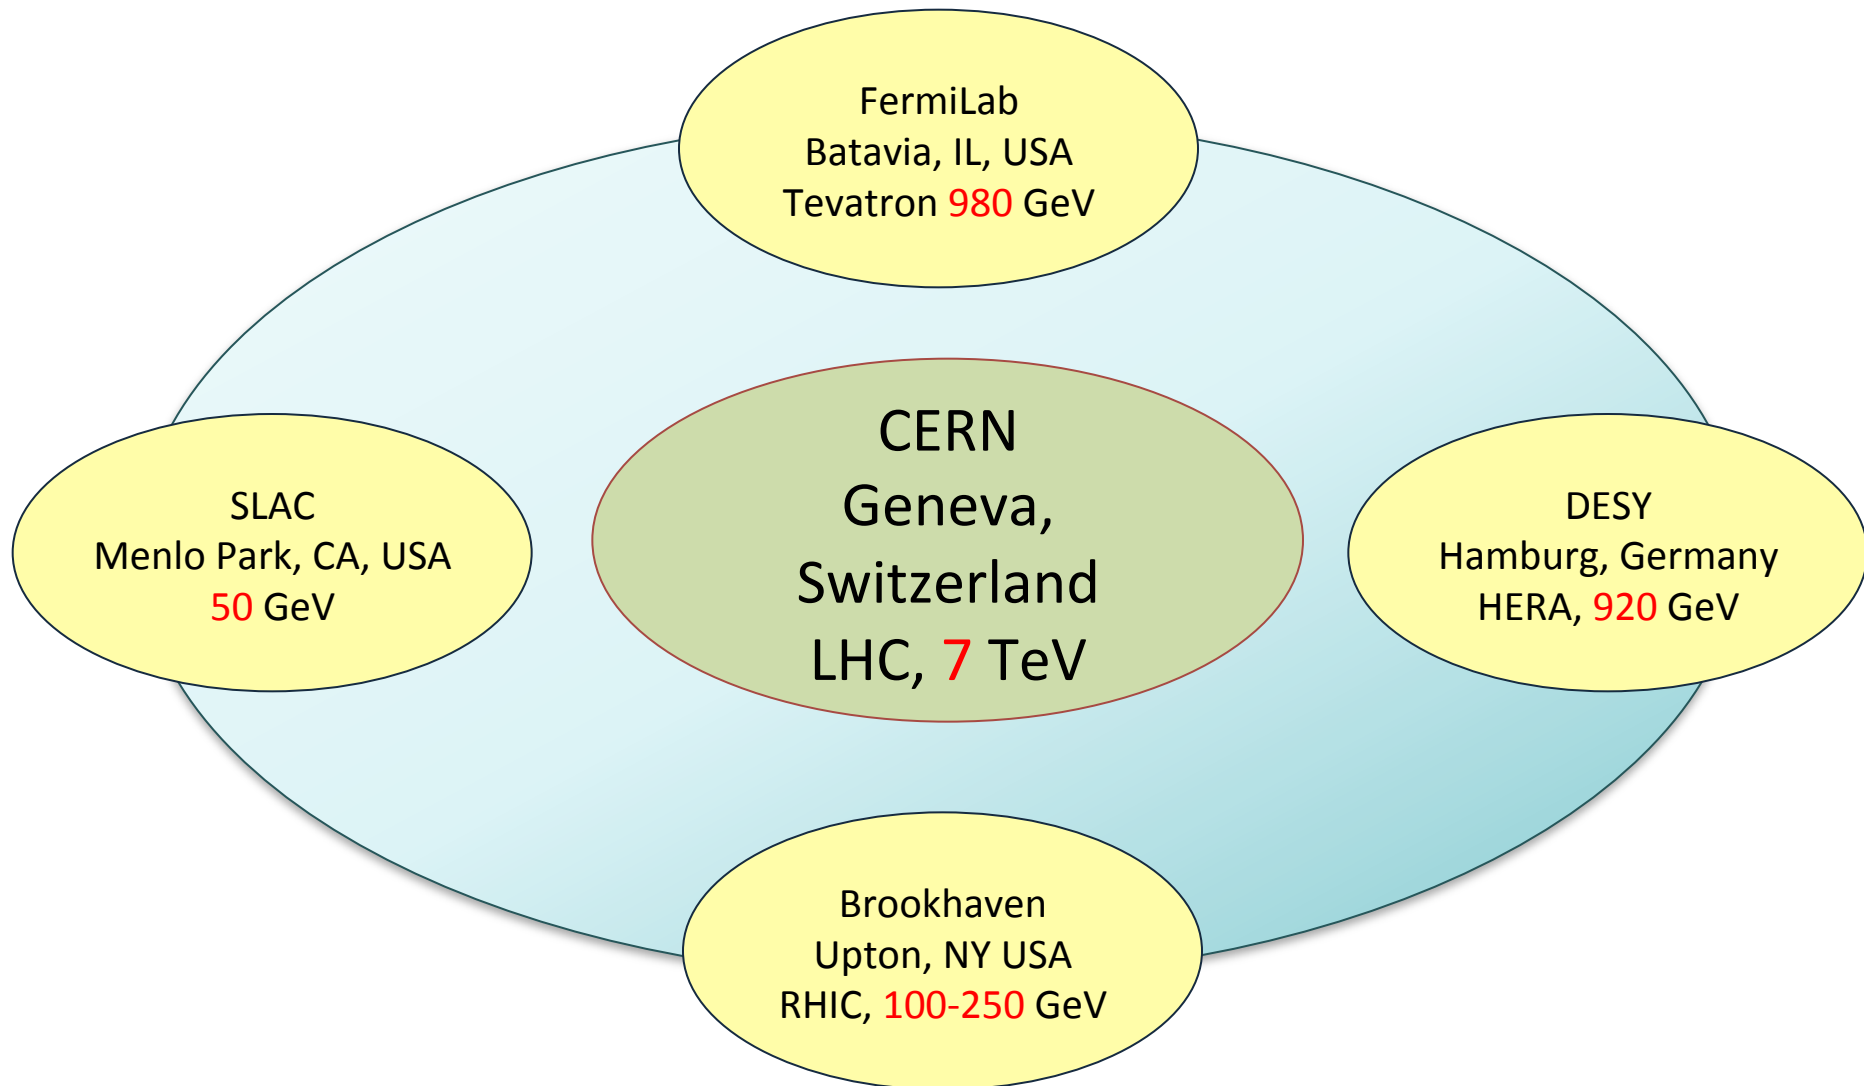 FermiLab
Batavia, IL, USA
Tevatron 980 GeV
CERN
Geneva,
Switzerland
LHC, 7 TeV
SLAC
Menlo Park, CA, USA
50 GeV
DESY
Hamburg, Germany
HERA, 920 GeV
Brookhaven
Upton, NY USA
RHIC, 100-250 GeV